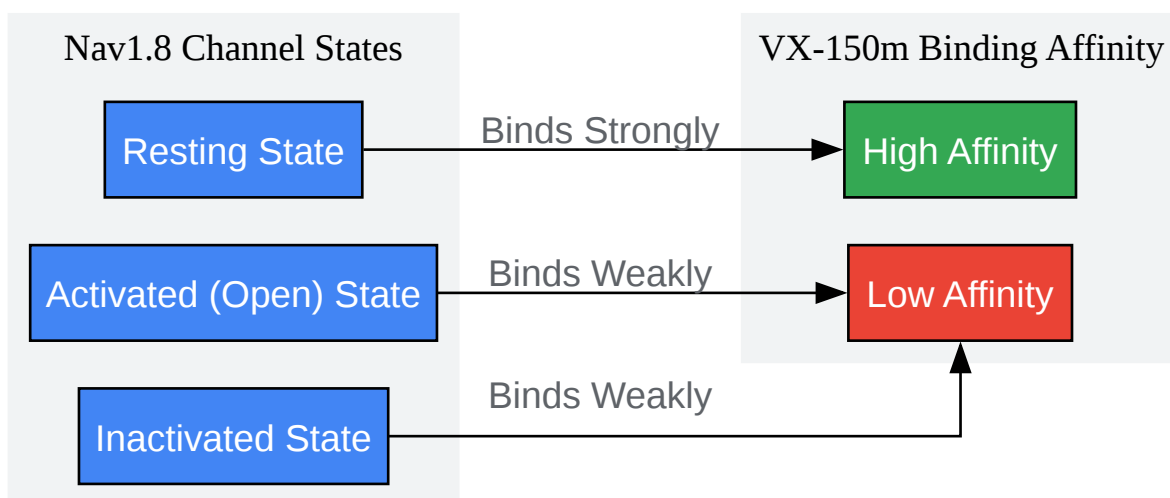 Nav1.8 Channel States
VX-150m Binding Affinity
Resting State
Binds Strongly
High Affinity
Activated (Open) State
Binds Weakly
Low Affinity
Inactivated State
Binds Weakly